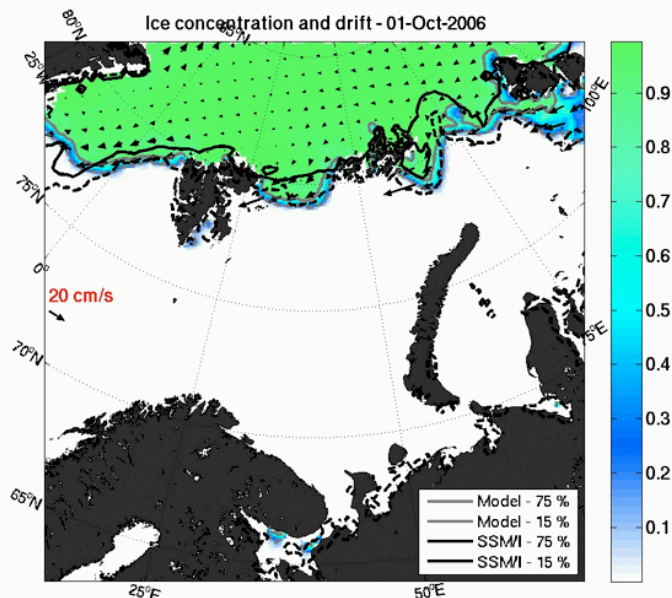 Ice concentration and drift - 01-Oct-2006
80°N
85°N
25°W
100°E
75°N
0°
20 cm/s
5°E
70°N
65°N
25°E
50°E
Model - 75 %
Model - 15 %
SSM/I - 75 %
SSM/I - 15 %
0.9
0.8
0.7
0.6
0.5
0.4
0.3
0.2
0.1